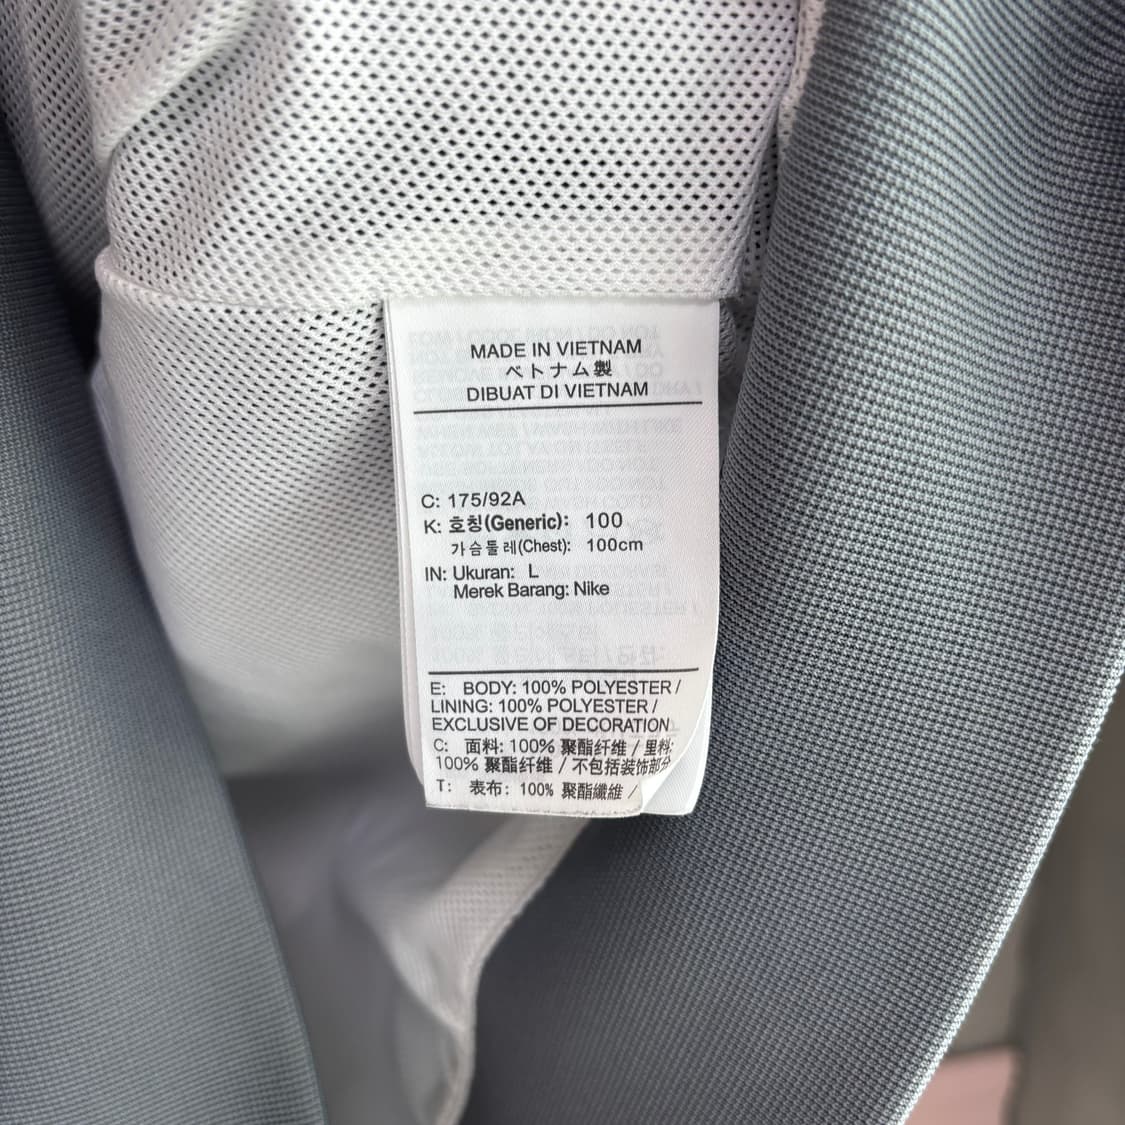 MADE IN VIETNAM
ベトナム製
DIBUAT DI VIETNAM
C: 175/92A
K: 호칭(Generic): 100
가슴둘레(Chest): 100cm
IN: Ukuran: L
Merek Barang: Nike
E: BODY: 100% POLYESTER /
LINING: 100% POLYESTER /
EXCLUSIVE OF DECORATION
C: 面料: 100% 聚酯纤维 / 里料:
100% 聚酯纤维 / 不包括装饰部分
T: 表布: 100% 聚酯纖維 /